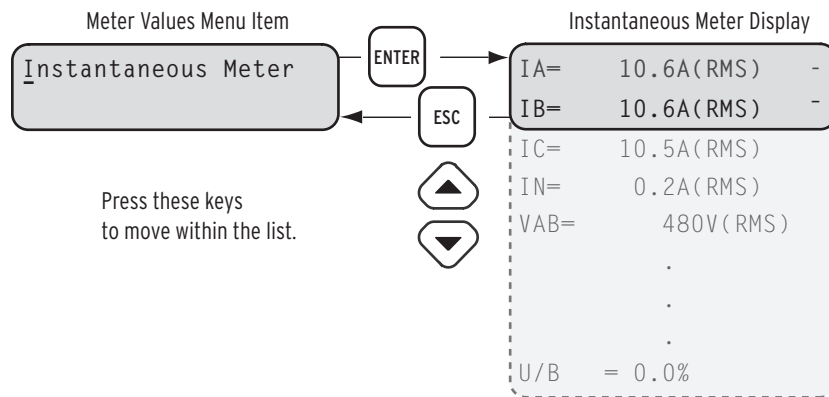 Meter Values Menu Item
Instantaneous Meter
ENTER
ESC
Press these keys
to move within the list.
Instantaneous Meter Display
IA= 10.6A(RMS) -
IB= 10.6A(RMS) -
IC= 10.5A(RMS)
IN= 0.2A(RMS)
VAB= 480V(RMS)
.
.
.
U/B = 0.0%